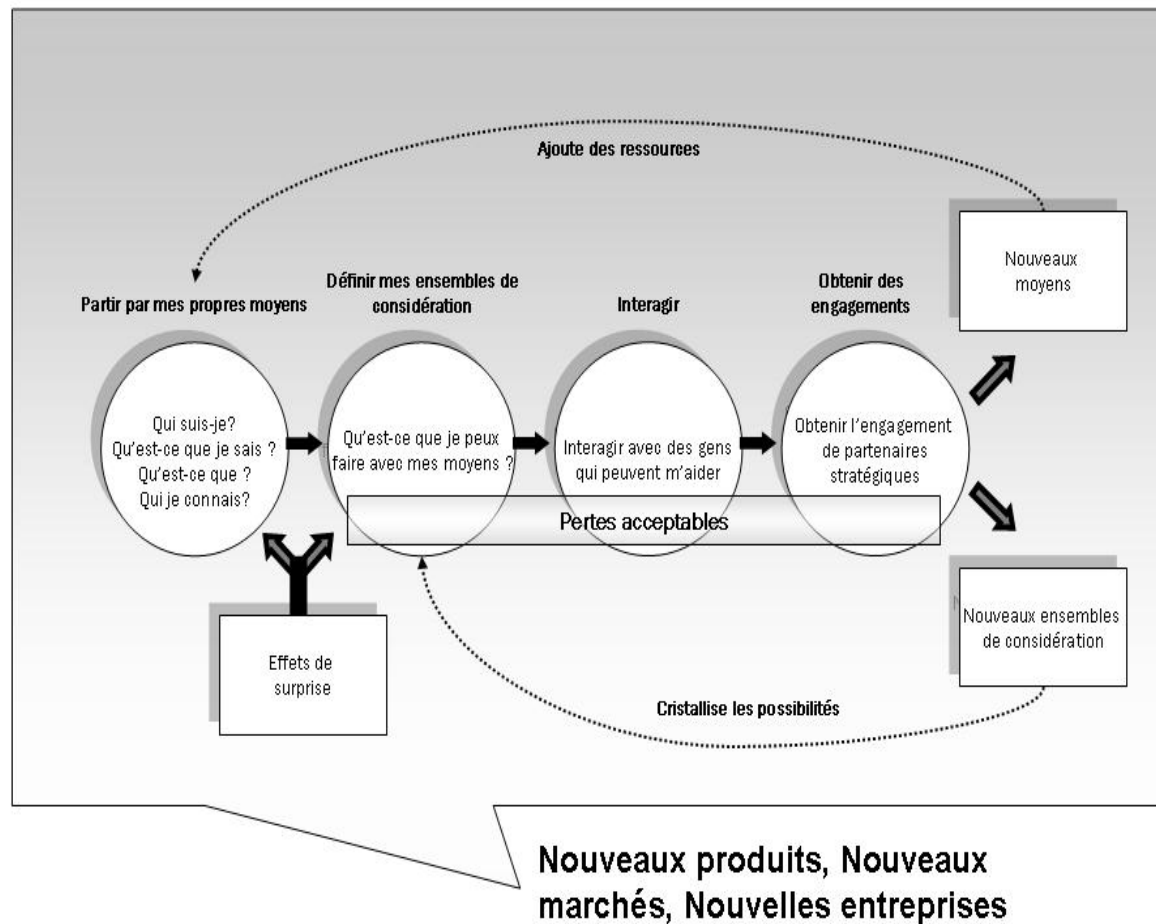 Ajoute des ressources
Nouveaux
moyens
Partir par mes propres moyens
Définir mes ensembles de
considération
Interagir
Obtenir des
engagements
Qui suis-je?
Qu'est-ce que je sais ?
Qu'est-ce que ?
Qui je connais?
Qu'est-ce que je peux
faire avec mes moyens ?
Interagir avec des gens
qui peuvent m'aider
Obtenir l'engagement
de partenaires
stratégiques
Pertes acceptables
Effets de
surprise
Nouveaux ensembles
de considération
Cristallise les possibilités
Nouveaux produits, Nouveaux
marchés, Nouvelles entreprises